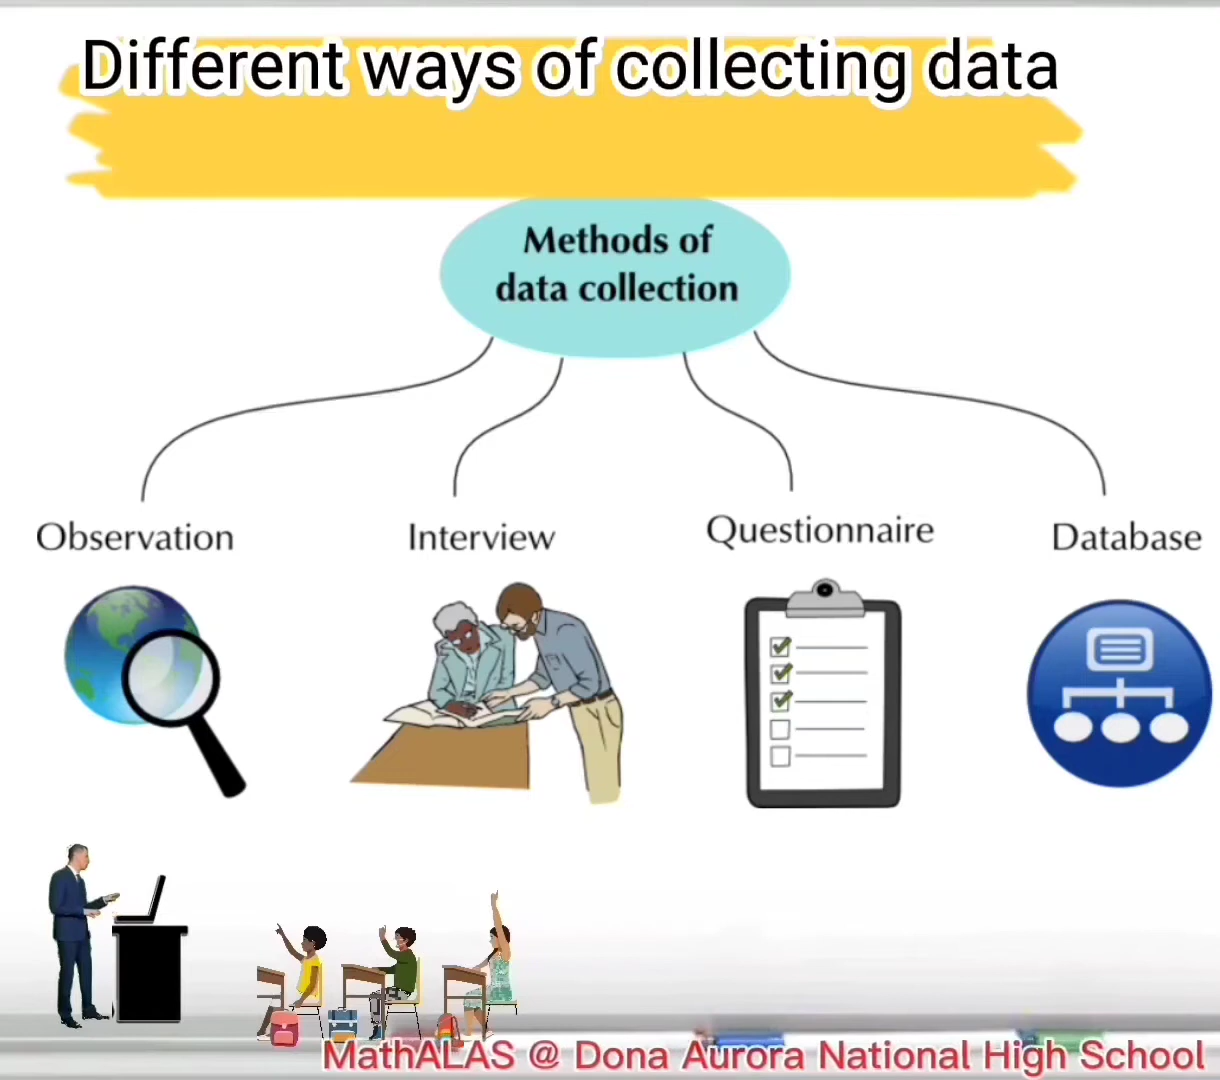 Different ways of collecting data
Methods of
data collection
Observation
Interview
Questionnaire
Database
MathALAS @ Dona Aurora National High School